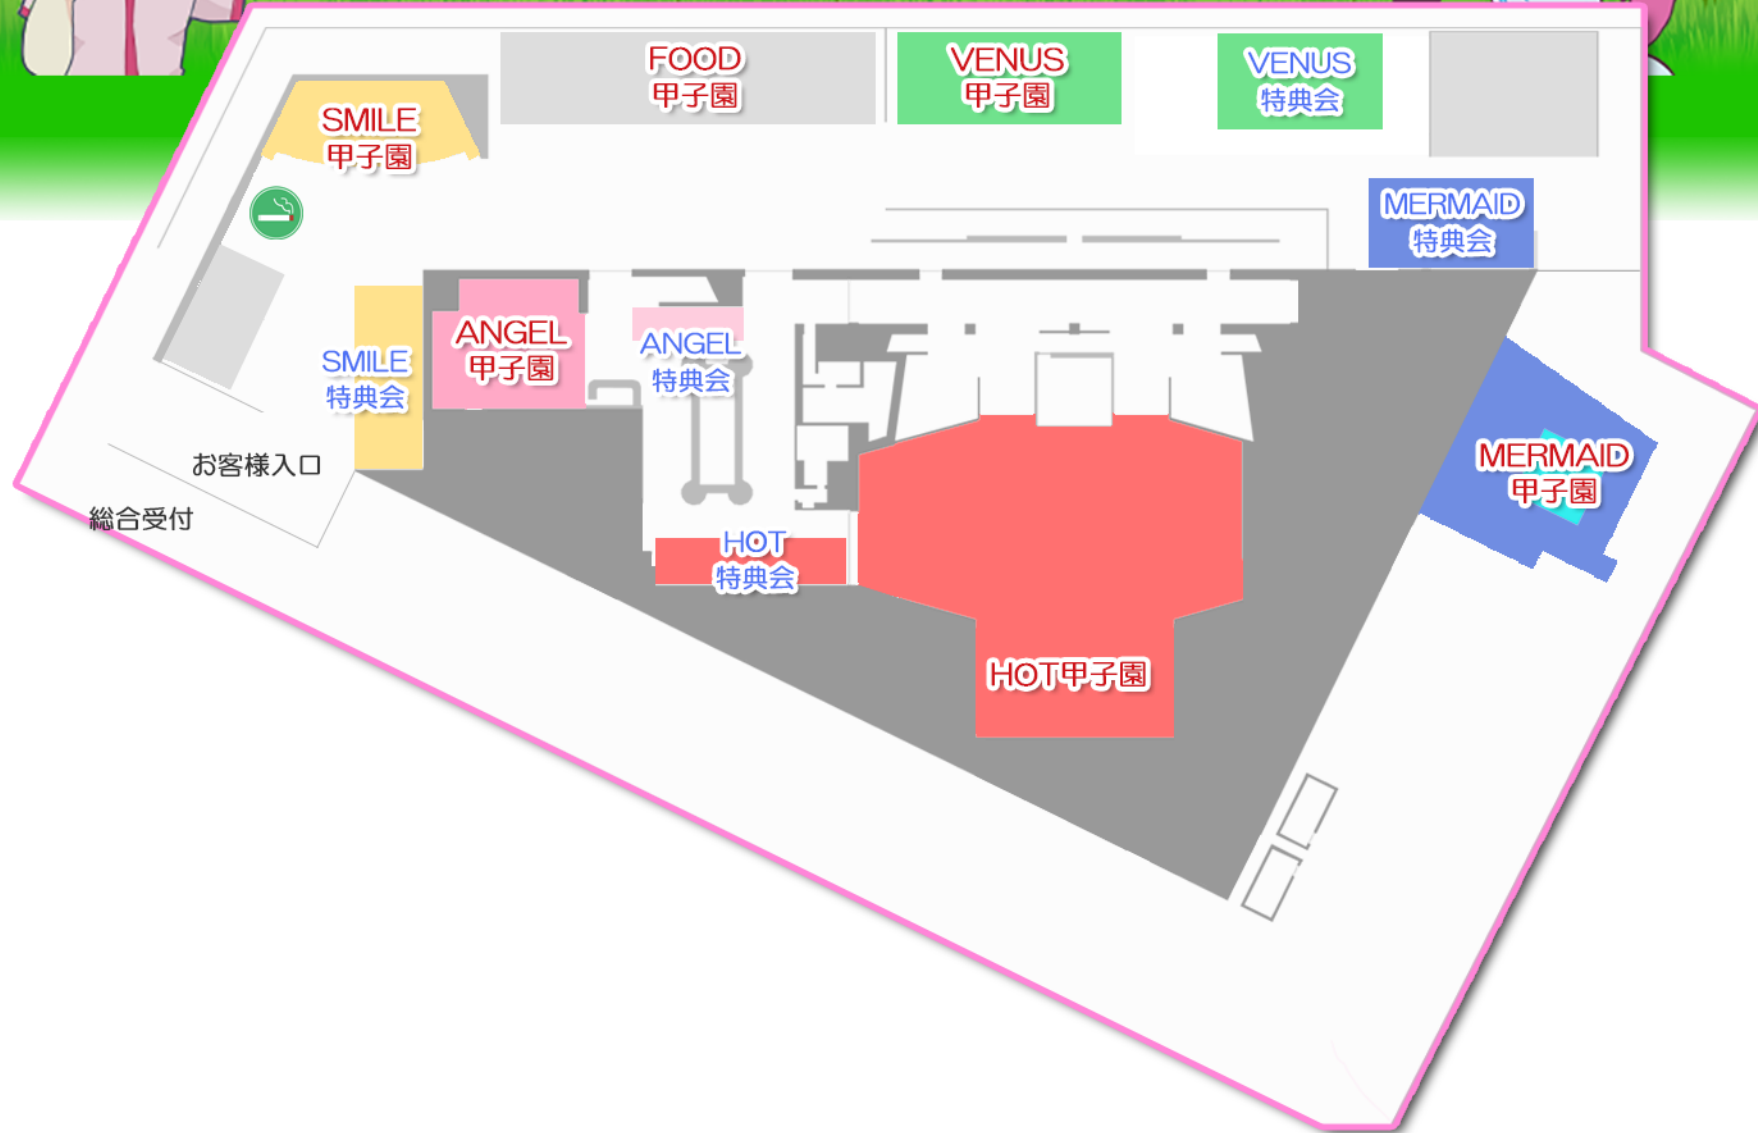 FOOD
甲子園
VENUS
甲子園
VENUS
特典会
SMILE
甲子園
MERMAID
特典会
ANGEL
甲子園
ANGEL
特典会
SMILE
特典会
MERMAID
甲子園
お客様入口
総合受付
HOT
特典会
HOT甲子園